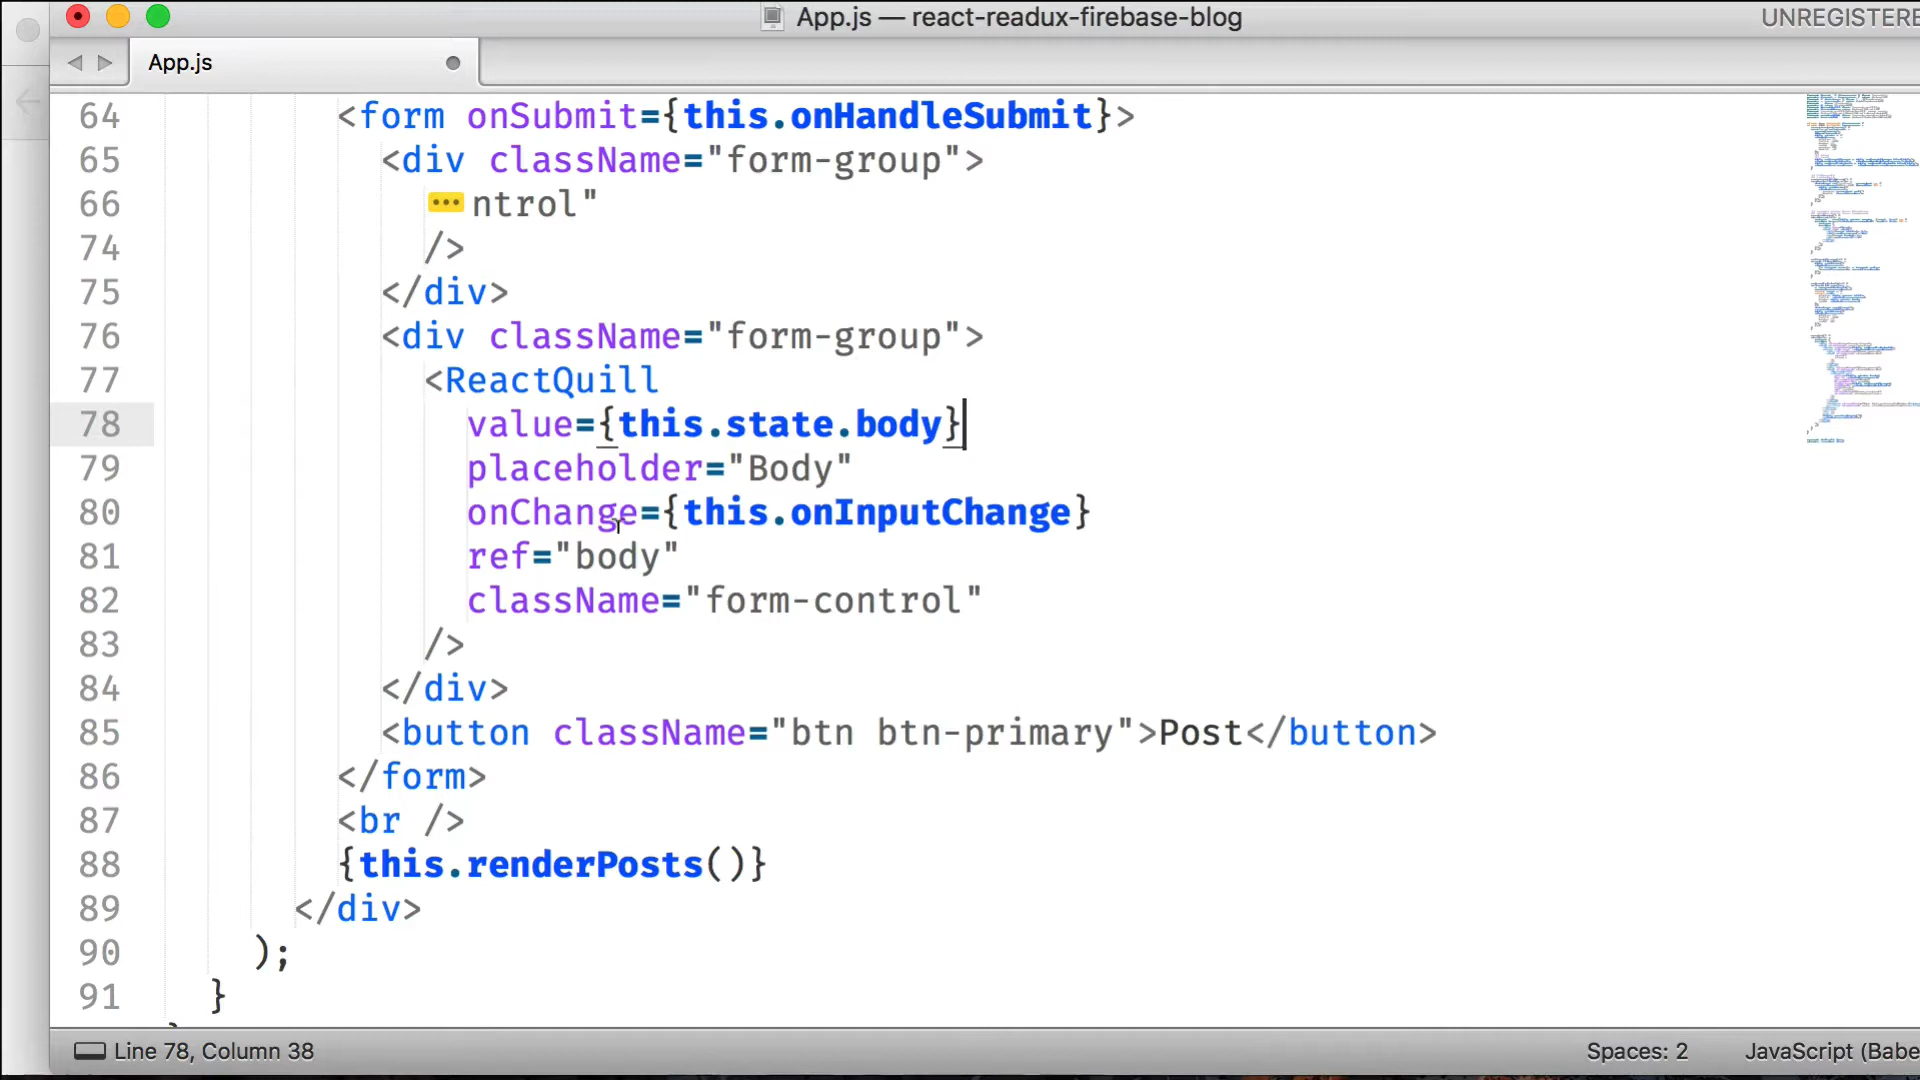 App.js — react-readux-firebase-blog
UNREGISTERE
App.js
64 <form onSubmit={this.onHandleSubmit}>
65 <div className="form-group">
66 ntrol"
74 />
75 </div>
76 <div className="form-group">
77 <ReactQuill
78 value={this.state.body}
79 placeholder="Body"
80 onChange={this.onInputChange}
81 ref="body"
82 className="form-control"
83 />
84 </div>
85 <button className="btn btn-primary">Post</button>
86 </form>
87 <br />
88 {this.renderPosts()}
89 </div>
90 );
91 }
Line 78, Column 38
Spaces: 2
JavaScript (Babe